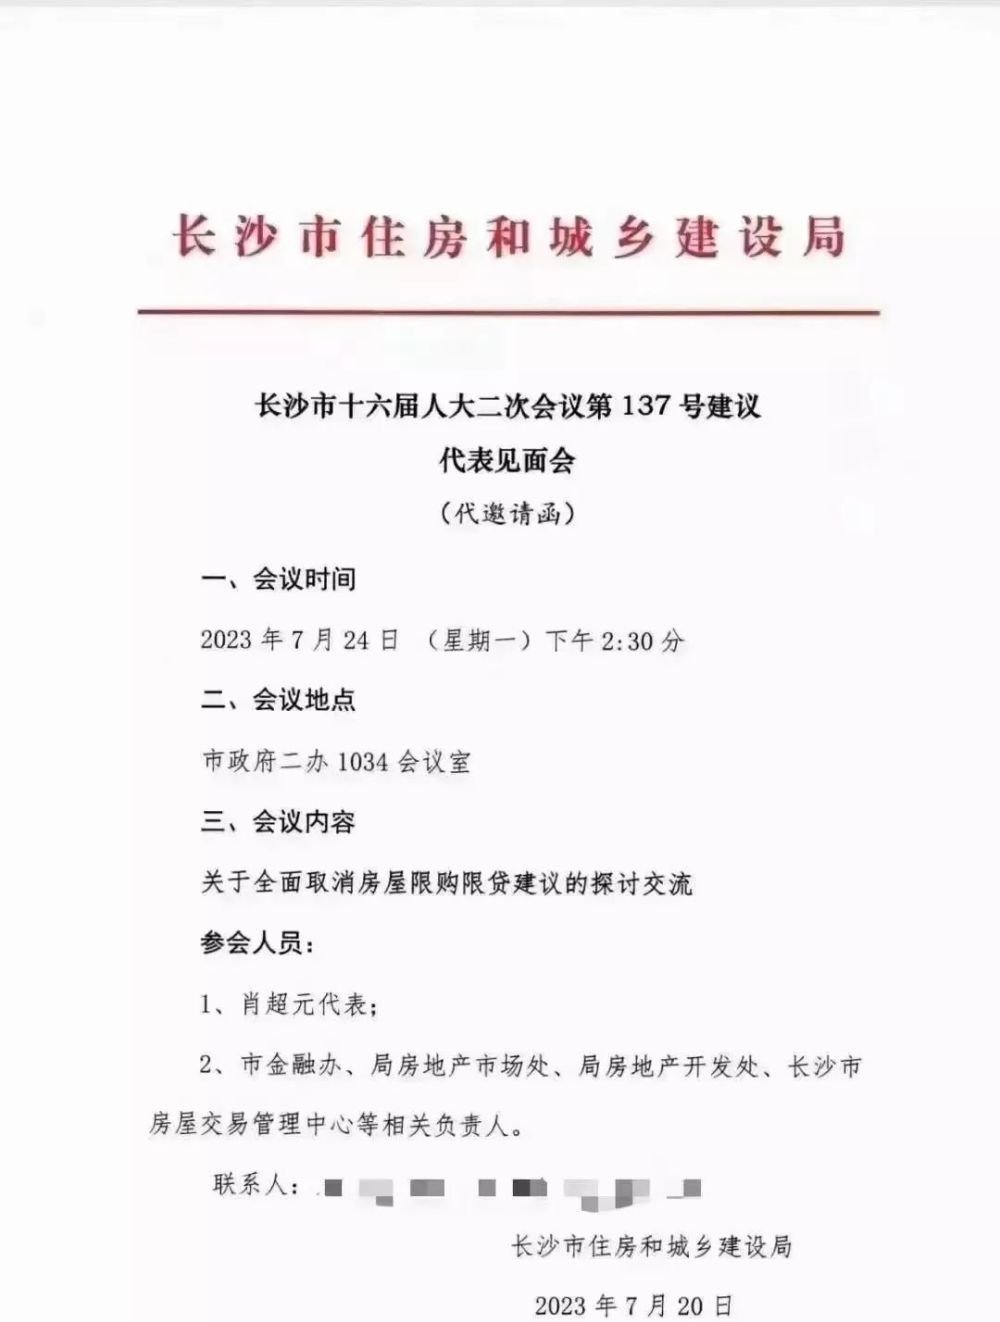 长沙市住房和城乡建设局
长沙市十六届人大二次会议第 137 号建议
代表见面会
（代邀请函）
一、会议时间
2023 年 7 月 24 日 （星期一）下午 2:30 分
二、会议地点
市政府二办 1034 会议室
三、会议内容
关于全面取消房屋限购限贷建议的探讨交流
参会人员：
1、肖超元代表；
2、市金融办、局房地产市场处、局房地产开发处、长沙市
房屋交易管理中心等相关负责人。
联系人：
长沙市住房和城乡建设局
2023 年 7 月 20 日